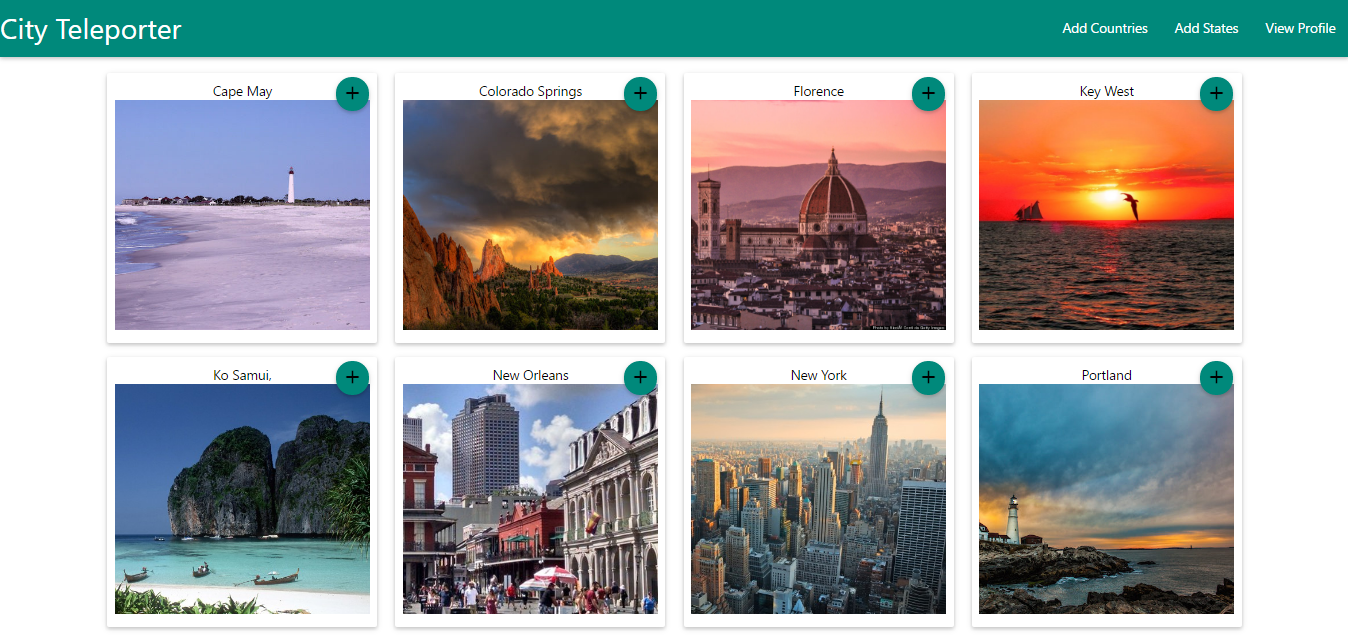 City Teleporter
Add Countries
Add States
View Profile
Cape May
Colorado Springs
Florence
Key West
Ko Samui,
New Orleans
New York
Portland